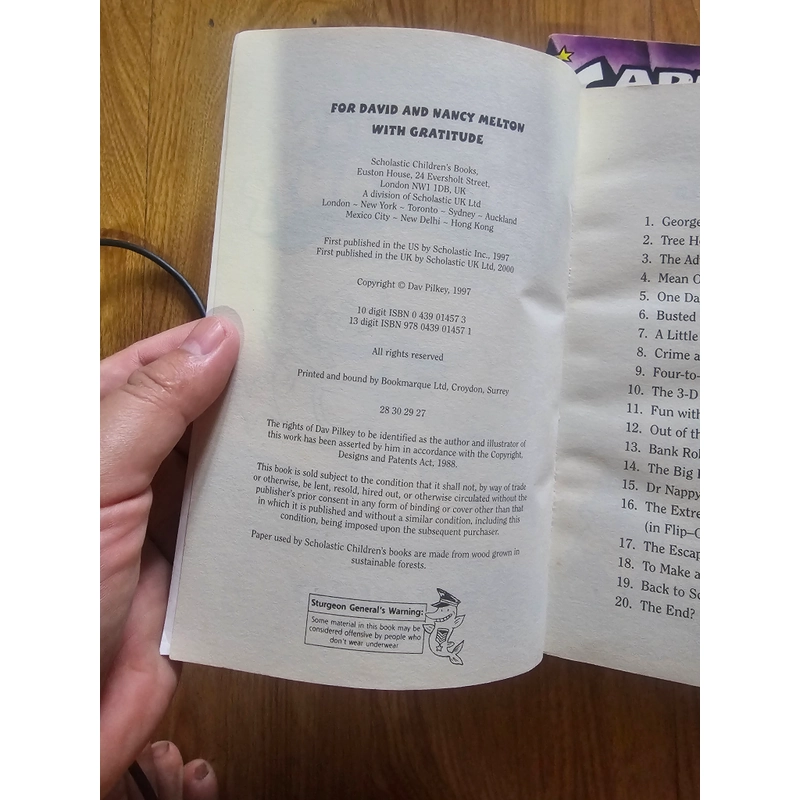 FOR DAVID AND NANCY MELTON
WITH GRATITUDE
Scholastic Children's Books,
Euston House, 24 Eversholt Street,
London NW1 1DB, UK
A division of Scholastic UK Ltd
London ~ New York ~ Toronto ~ Sydney ~ Auckland
Mexico City ~ New Delhi ~ Hong Kong
First published in the US by Scholastic Inc., 1997
First published in the UK by Scholastic UK Ltd, 2000
Copyright © Dav Pilkey, 1997
10 digit ISBN 0 439 01457 3
13 digit ISBN 978 0439 01457 1
All rights reserved
Printed and bound by Bookmarque Ltd, Croydon, Surrey
28 30 29 27
The rights of Dav Pilkey to be identified as the author and illustrator of
this work has been asserted by him in accordance with the Copyright,
Designs and Patents Act, 1988.
This book is sold subject to the condition that it shall not, by way of trade
or otherwise, be lent, resold, hired out, or otherwise circulated without the
publisher's prior consent in any form of binding or cover other than that
in which it is published and without a similar condition, including this
condition, being imposed upon the subsequent purchaser.
Paper used by Scholastic Children's books are made from wood grown in
sustainable forests.
Sturgeon General's Warning:
Some material in this book may be
considered offensive by people who
don't wear underwear
1. George
2. Tree
3. The
4. Mean
5. One
6. Busted
7. A Little
8. Crime
9. Four-to-
10. The 3-D
11. Fun with
12. Out of
13. Bank
14. The Big
15. Dr Nappy
16. The
(in Flip–
17. The
18. To Make
19. Back to
20. The End?